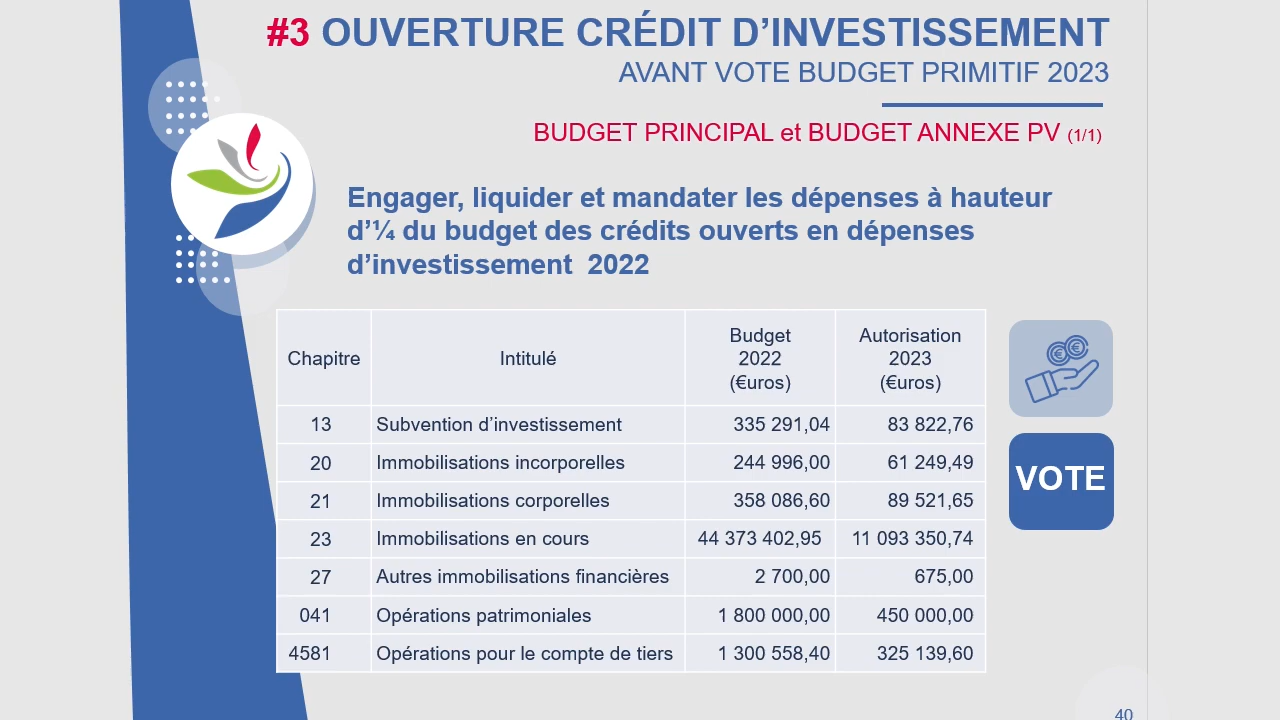 #3 OUVERTURE CRÉDIT D’INVESTISSEMENT
AVANT VOTE BUDGET PRIMITIF 2023
BUDGET PRINCIPAL et BUDGET ANNEXE PV (1/1)
Engager, liquider et mandater les dépenses à hauteur
d’¼ du budget des crédits ouverts en dépenses
d’investissement 2022
Chapitre Intitulé Budget 2022 (€uros) Autorisation 2023 (€uros)
13 Subvention d’investissement 335 291,04 83 822,76
20 Immobilisations incorporelles 244 996,00 61 249,49
21 Immobilisations corporelles 358 086,60 89 521,65
23 Immobilisations en cours 44 373 402,95 11 093 350,74
27 Autres immobilisations financières 2 700,00 675,00
041 Opérations patrimoniales 1 800 000,00 450 000,00
4581 Opérations pour le compte de tiers 1 300 558,40 325 139,60
VOTE
40